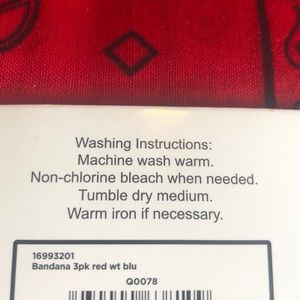 Washing Instructions:
Machine wash warm.
Non-chlorine bleach when needed.
Tumble dry medium.
Warm iron if necessary.
16993201
Bandana 3pk red wt blu
Q0078